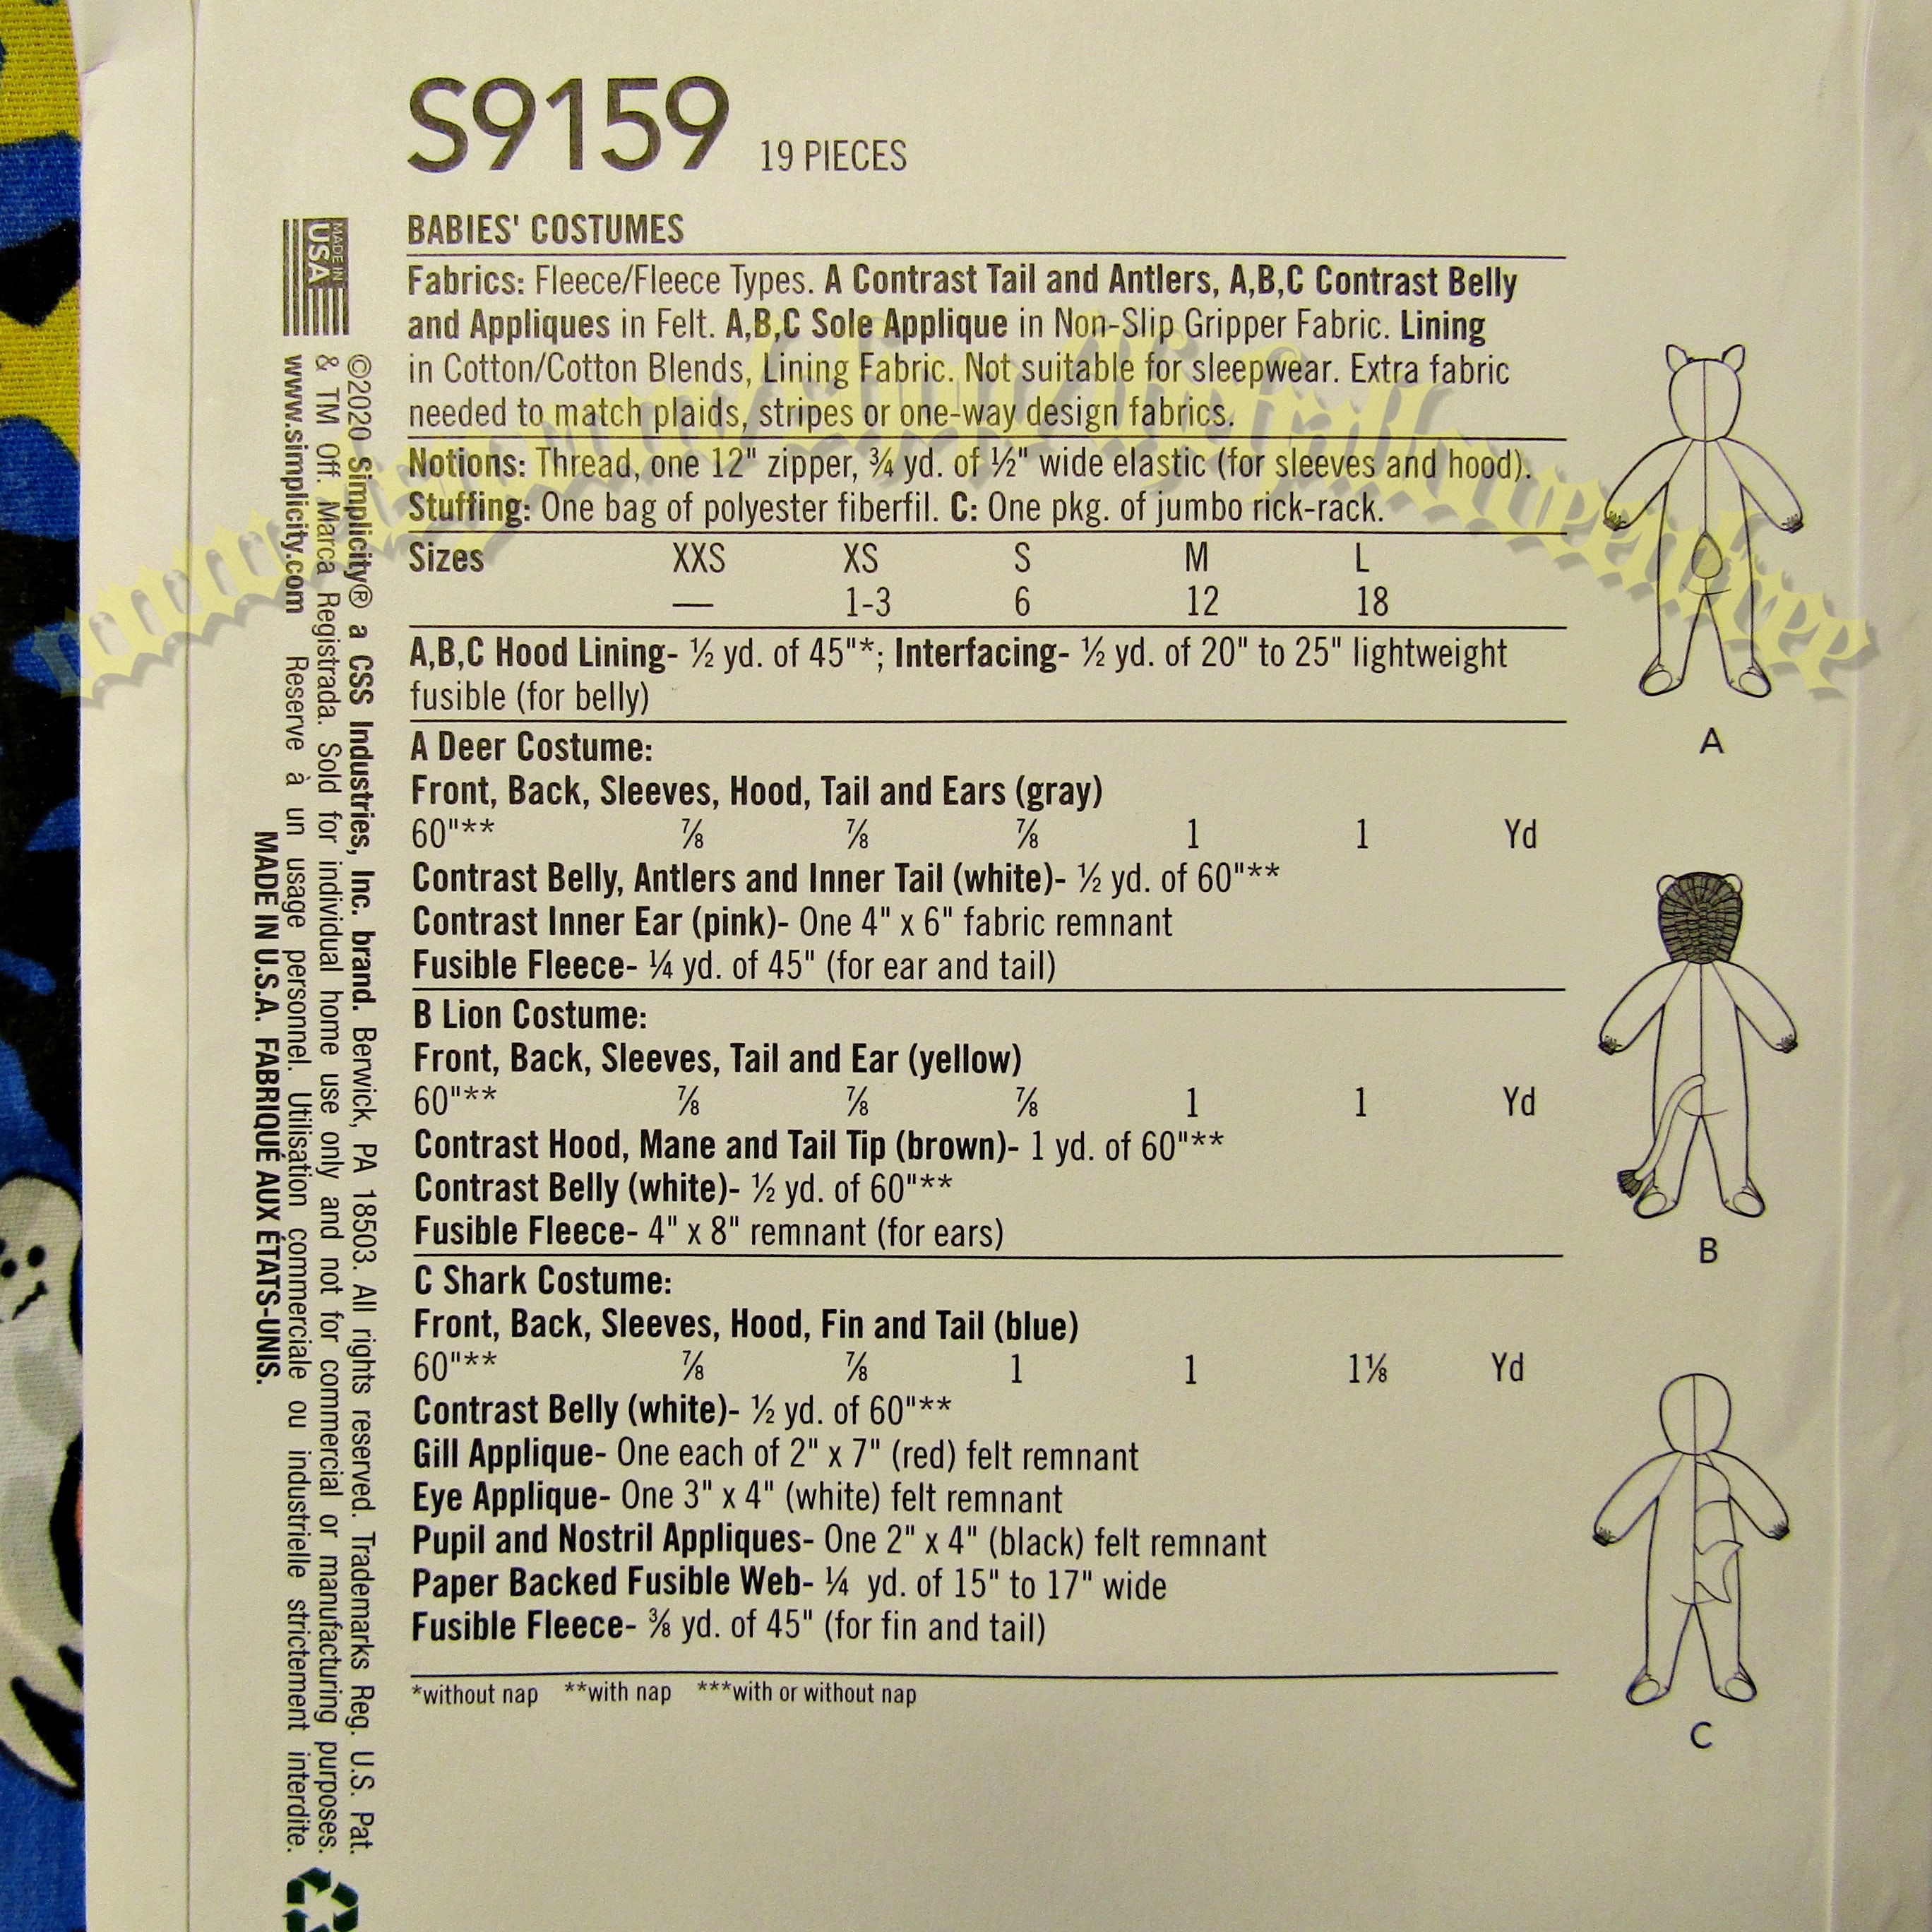 S9159 19 PIECES
BABIES' COSTUMES
Fabrics: Fleece/Fleece Types. A Contrast Tail and Antlers, A,B,C Contrast Belly
and Appliques in Felt. A,B,C Sole Applique in Non-Slip Gripper Fabric. Lining
in Cotton/Cotton Blends, Lining Fabric. Not suitable for sleepwear. Extra fabric
needed to match plaids, stripes or one-way design fabrics.
Notions: Thread, one 12" zipper, ¾ yd. of ½" wide elastic (for sleeves and hood).
Stuffing: One bag of polyester fiberfil. C: One pkg. of jumbo rick-rack.
Sizes XXS XS S M L
— 1-3 6 12 18
A,B,C Hood Lining- ½ yd. of 45"*; Interfacing- ½ yd. of 20" to 25" lightweight
fusible (for belly)
A Deer Costume:
Front, Back, Sleeves, Hood, Tail and Ears (gray)
60"** ⅞ ⅞ ⅞ 1 1 Yd
Contrast Belly, Antlers and Inner Tail (white)- ½ yd. of 60"**
Contrast Inner Ear (pink)- One 4" x 6" fabric remnant
Fusible Fleece- ¼ yd. of 45" (for ear and tail)
B Lion Costume:
Front, Back, Sleeves, Tail and Ear (yellow)
60"** ⅞ ⅞ ⅞ 1 1 Yd
Contrast Hood, Mane and Tail Tip (brown)- 1 yd. of 60"**
Contrast Belly (white)- ½ yd. of 60"**
Fusible Fleece- 4" x 8" remnant (for ears)
C Shark Costume:
Front, Back, Sleeves, Hood, Fin and Tail (blue)
60"** ⅞ ⅞ 1 1 1⅛ Yd
Contrast Belly (white)- ½ yd. of 60"**
Gill Applique- One each of 2" x 7" (red) felt remnant
Eye Applique- One 3" x 4" (white) felt remnant
Pupil and Nostril Appliques- One 2" x 4" (black) felt remnant
Paper Backed Fusible Web- ¼ yd. of 15" to 17" wide
Fusible Fleece- ⅜ yd. of 45" (for fin and tail)
*without nap **with nap ***with or without nap
A
B
C
MADE IN
USA
©2020 Simplicity® a CSS Industries, Inc. brand. Berwick, PA 18503. All rights reserved. Trademarks Reg. U.S. Pat.
& TM Off. Marca Registrada. Sold for individual home use only and not for commercial or manufacturing purposes.
www.simplicity.com Reserve à un usage personnel. Utilisation commerciale ou industrielle strictement interdite.
MADE IN U.S.A. FABRIQUÉ AUX ÉTATS-UNIS.